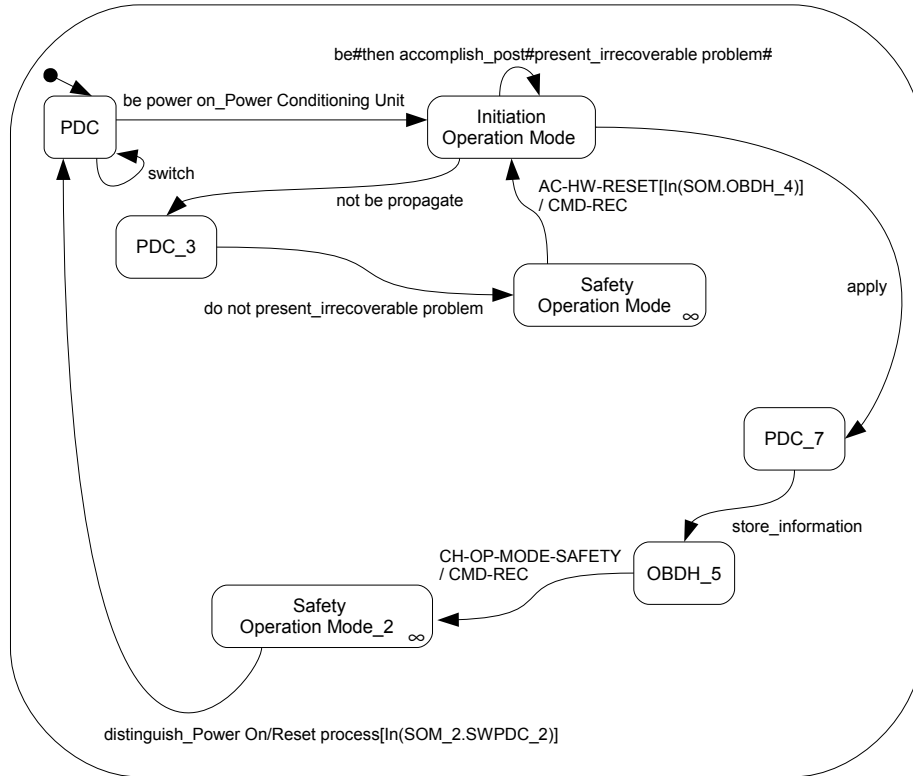 be#then accomplish_post#present_irrecoverable problem#
be power on_Power Conditioning Unit
PDC
Initiation
Operation Mode
switch
AC-HW-RESET[In(SOM.OBDH_4)]
/ CMD-REC
not be propagate
PDC_3
Safety
Operation Mode
∞
apply
do not present_irrecoverable problem
PDC_7
store_information
CH-OP-MODE-SAFETY
/ CMD-REC
OBDH_5
Safety
Operation Mode_2
∞
distinguish_Power On/Reset process[In(SOM_2.SWPDC_2)]